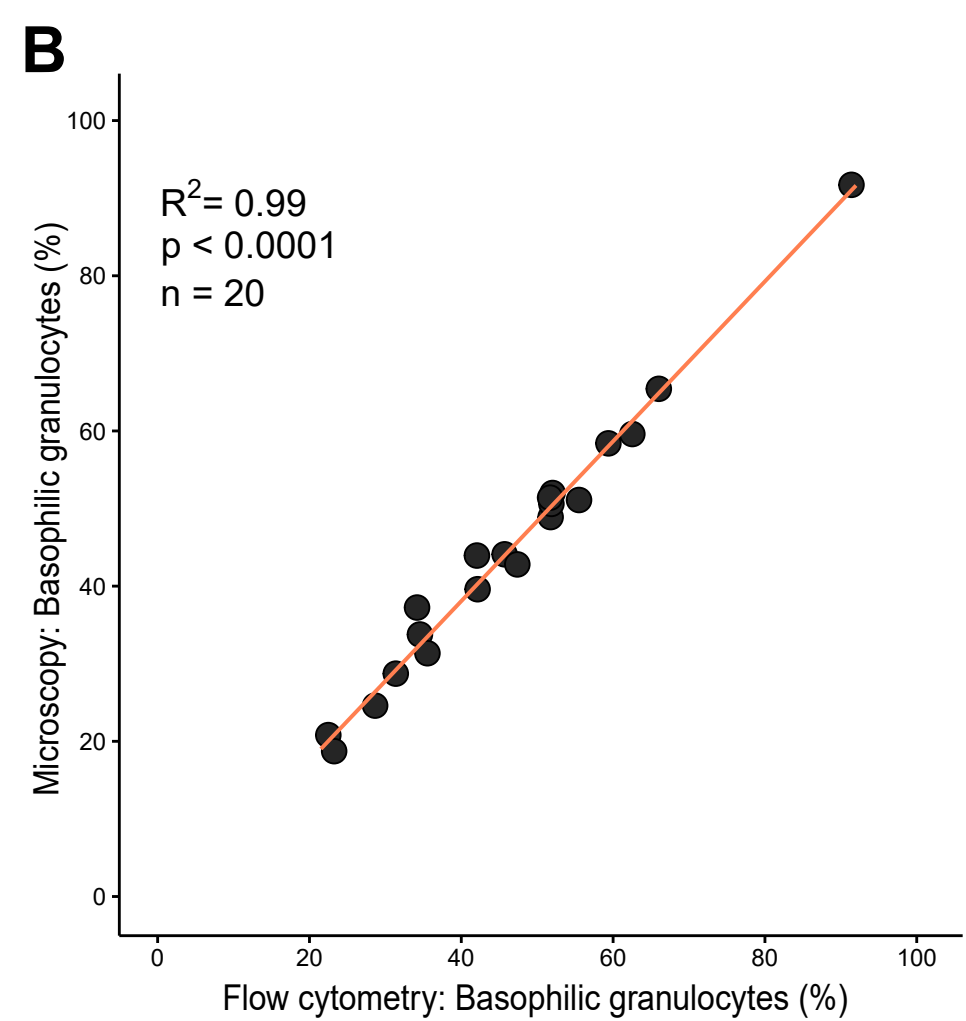 B
100
80
60
40
20
0
R²= 0.99
p < 0.0001
n = 20
Microscopy: Basophilic granulocytes (%)
0 20 40 60 80 100
Flow cytometry: Basophilic granulocytes (%)